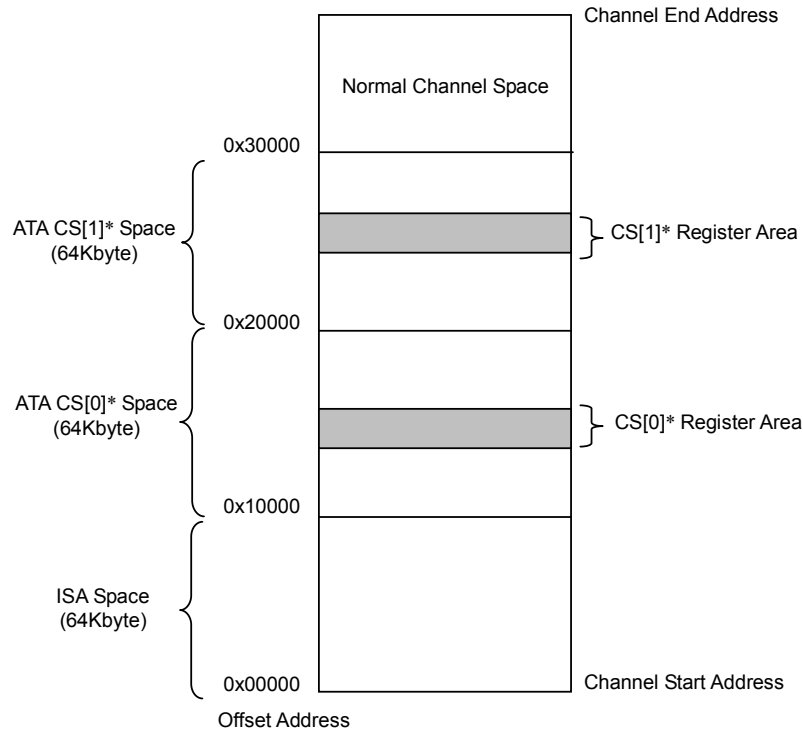 Channel End Address
Normal Channel Space
0x30000
ATA CS[1]* Space
(64Kbyte)
CS[1]* Register Area
0x20000
ATA CS[0]* Space
(64Kbyte)
CS[0]* Register Area
0x10000
ISA Space
(64Kbyte)
0x00000
Channel Start Address
Offset Address